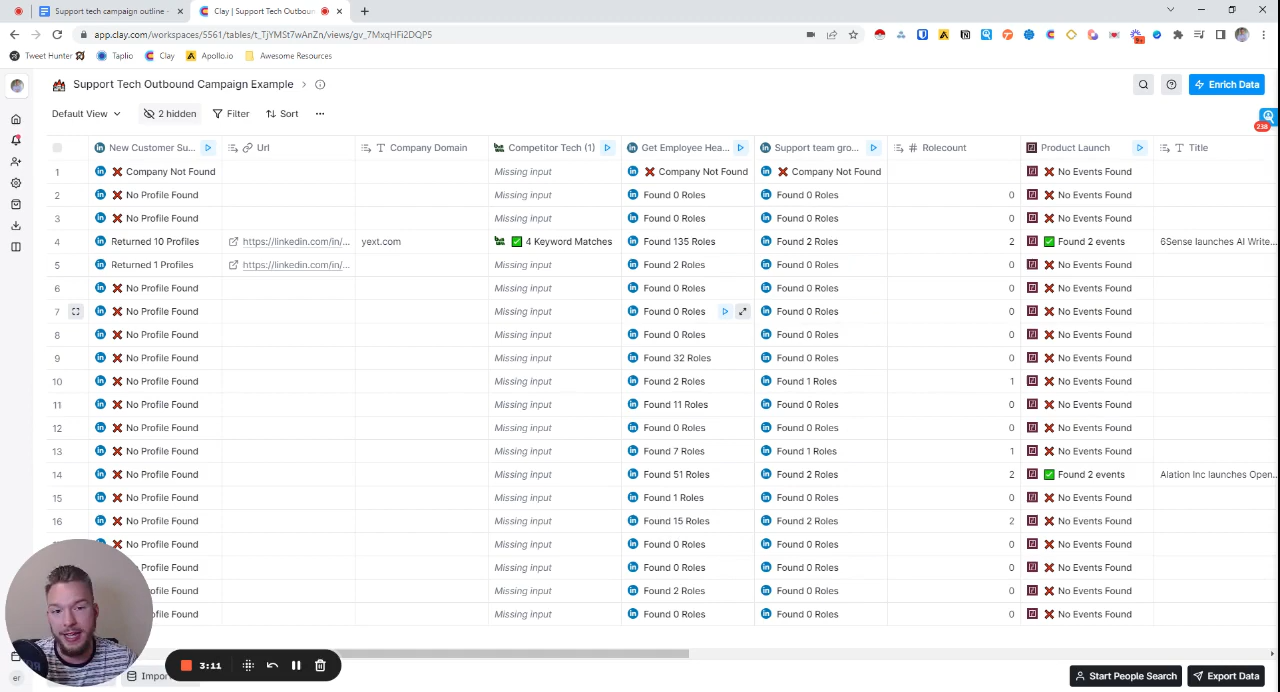 Support tech campaign outline -
Clay | Support Tech Outbound
app.clay.com/workspaces/5561/tables/t_TjYMSt7wAnZn/views/gv_7MxqHFi2DQP5
9+
Tweet Hunter Taplio Clay Apollo.io Awesome Resources
Support Tech Outbound Campaign Example
Enrich Data
Default View 2 hidden Filter Sort
238
New Customer Su... Url Company Domain Competitor Tech (1) Get Employee Hea... Support team gro... Rolecount Product Launch Title
1 Company Not Found Missing input Company Not Found Company Not Found No Events Found
2 No Profile Found Missing input Found 0 Roles Found 0 Roles 0 No Events Found
3 No Profile Found Missing input Found 0 Roles Found 0 Roles 0 No Events Found
4 Returned 10 Profiles https://linkedin.com/in/... yext.com 4 Keyword Matches Found 135 Roles Found 2 Roles 2 Found 2 events 6Sense launches AI Write...
5 Returned 1 Profiles https://linkedin.com/in/... Missing input Found 2 Roles Found 0 Roles 0 No Events Found
6 No Profile Found Missing input Found 0 Roles Found 0 Roles 0 No Events Found
7 No Profile Found Missing input Found 0 Roles Found 0 Roles 0 No Events Found
8 No Profile Found Missing input Found 0 Roles Found 0 Roles 0 No Events Found
9 No Profile Found Missing input Found 32 Roles Found 0 Roles 0 No Events Found
10 No Profile Found Missing input Found 2 Roles Found 1 Roles 1 No Events Found
11 No Profile Found Missing input Found 11 Roles Found 0 Roles 0 No Events Found
12 No Profile Found Missing input Found 0 Roles Found 0 Roles 0 No Events Found
13 No Profile Found Missing input Found 7 Roles Found 1 Roles 1 No Events Found
14 No Profile Found Missing input Found 51 Roles Found 2 Roles 2 Found 2 events Alation Inc launches Open...
15 No Profile Found Missing input Found 1 Roles Found 0 Roles 0 No Events Found
16 No Profile Found Missing input Found 15 Roles Found 2 Roles 2 No Events Found
No Profile Found Missing input Found 0 Roles Found 0 Roles 0 No Events Found
No Profile Found Missing input Found 0 Roles Found 0 Roles 0 No Events Found
Profile Found Missing input Found 2 Roles Found 0 Roles 0 No Events Found
Profile Found Missing input Found 0 Roles Found 0 Roles 0 No Events Found
3:11
er Start People Search Export Data